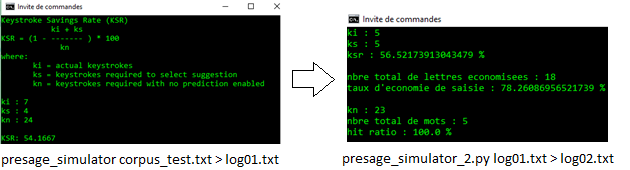 Invite de commandes
Keystroke Savings Rate (KSR)
ki + ks
KSR = (1 - ------- ) * 100
kn
where:
ki = actual keystrokes
ks = keystrokes required to select suggestion
kn = keystrokes required with no prediction enabled
ki : 7
ks : 4
kn : 24
KSR: 54.1667
presage_simulator corpus_test.txt > log01.txt
Invite de commandes
ki : 5
ks : 5
ksr : 56.52173913043479 %
nbre total de lettres economisees : 18
taux d'economie de saisie : 78.26086956521739 %
kn : 23
nbre total de mots : 5
hit ratio : 100.0 %
presage_simulator_2.py log01.txt > log02.txt